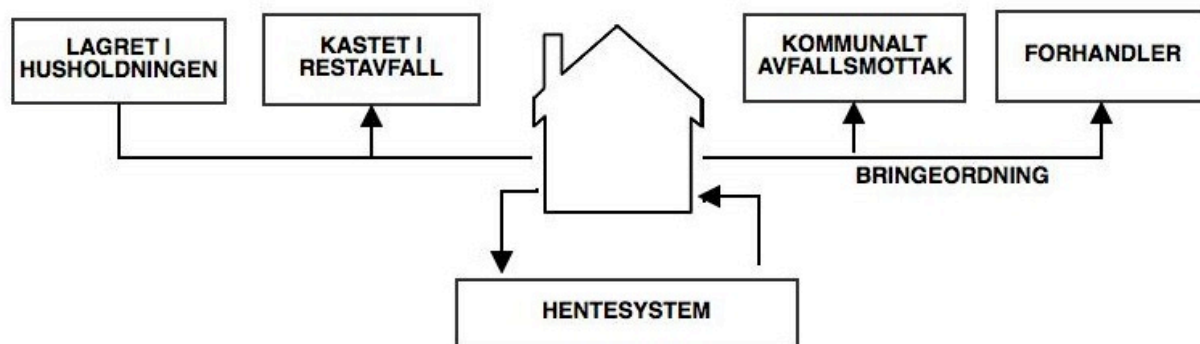 LAGRET I
HUSHOLDNINGEN
KASTET I
RESTAVFALL
KOMMUNALT
AVFALLSMOTTAK
FORHANDLER
BRINGEORDNING
HENTESYSTEM